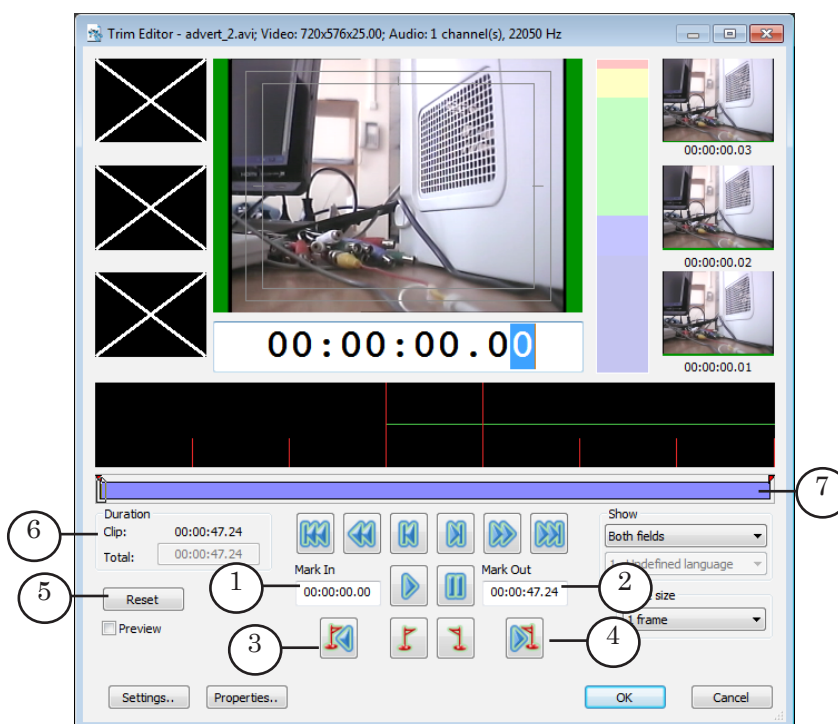 Trim Editor - advert_2.avi; Video: 720x576x25.00; Audio: 1 channel(s), 22050 Hz
00:00:00.03
00:00:00.02
00:00:00.01
00:00:00.00
7
Duration
Clip: 00:00:47.24
Total: 00:00:47.24
6
Show
Both fields
Undefined language
Mark In
00:00:00.00
1
Mark Out
00:00:47.24
2
size
1 frame
5
Reset
Preview
3
4
Settings..
Properties..
OK
Cancel